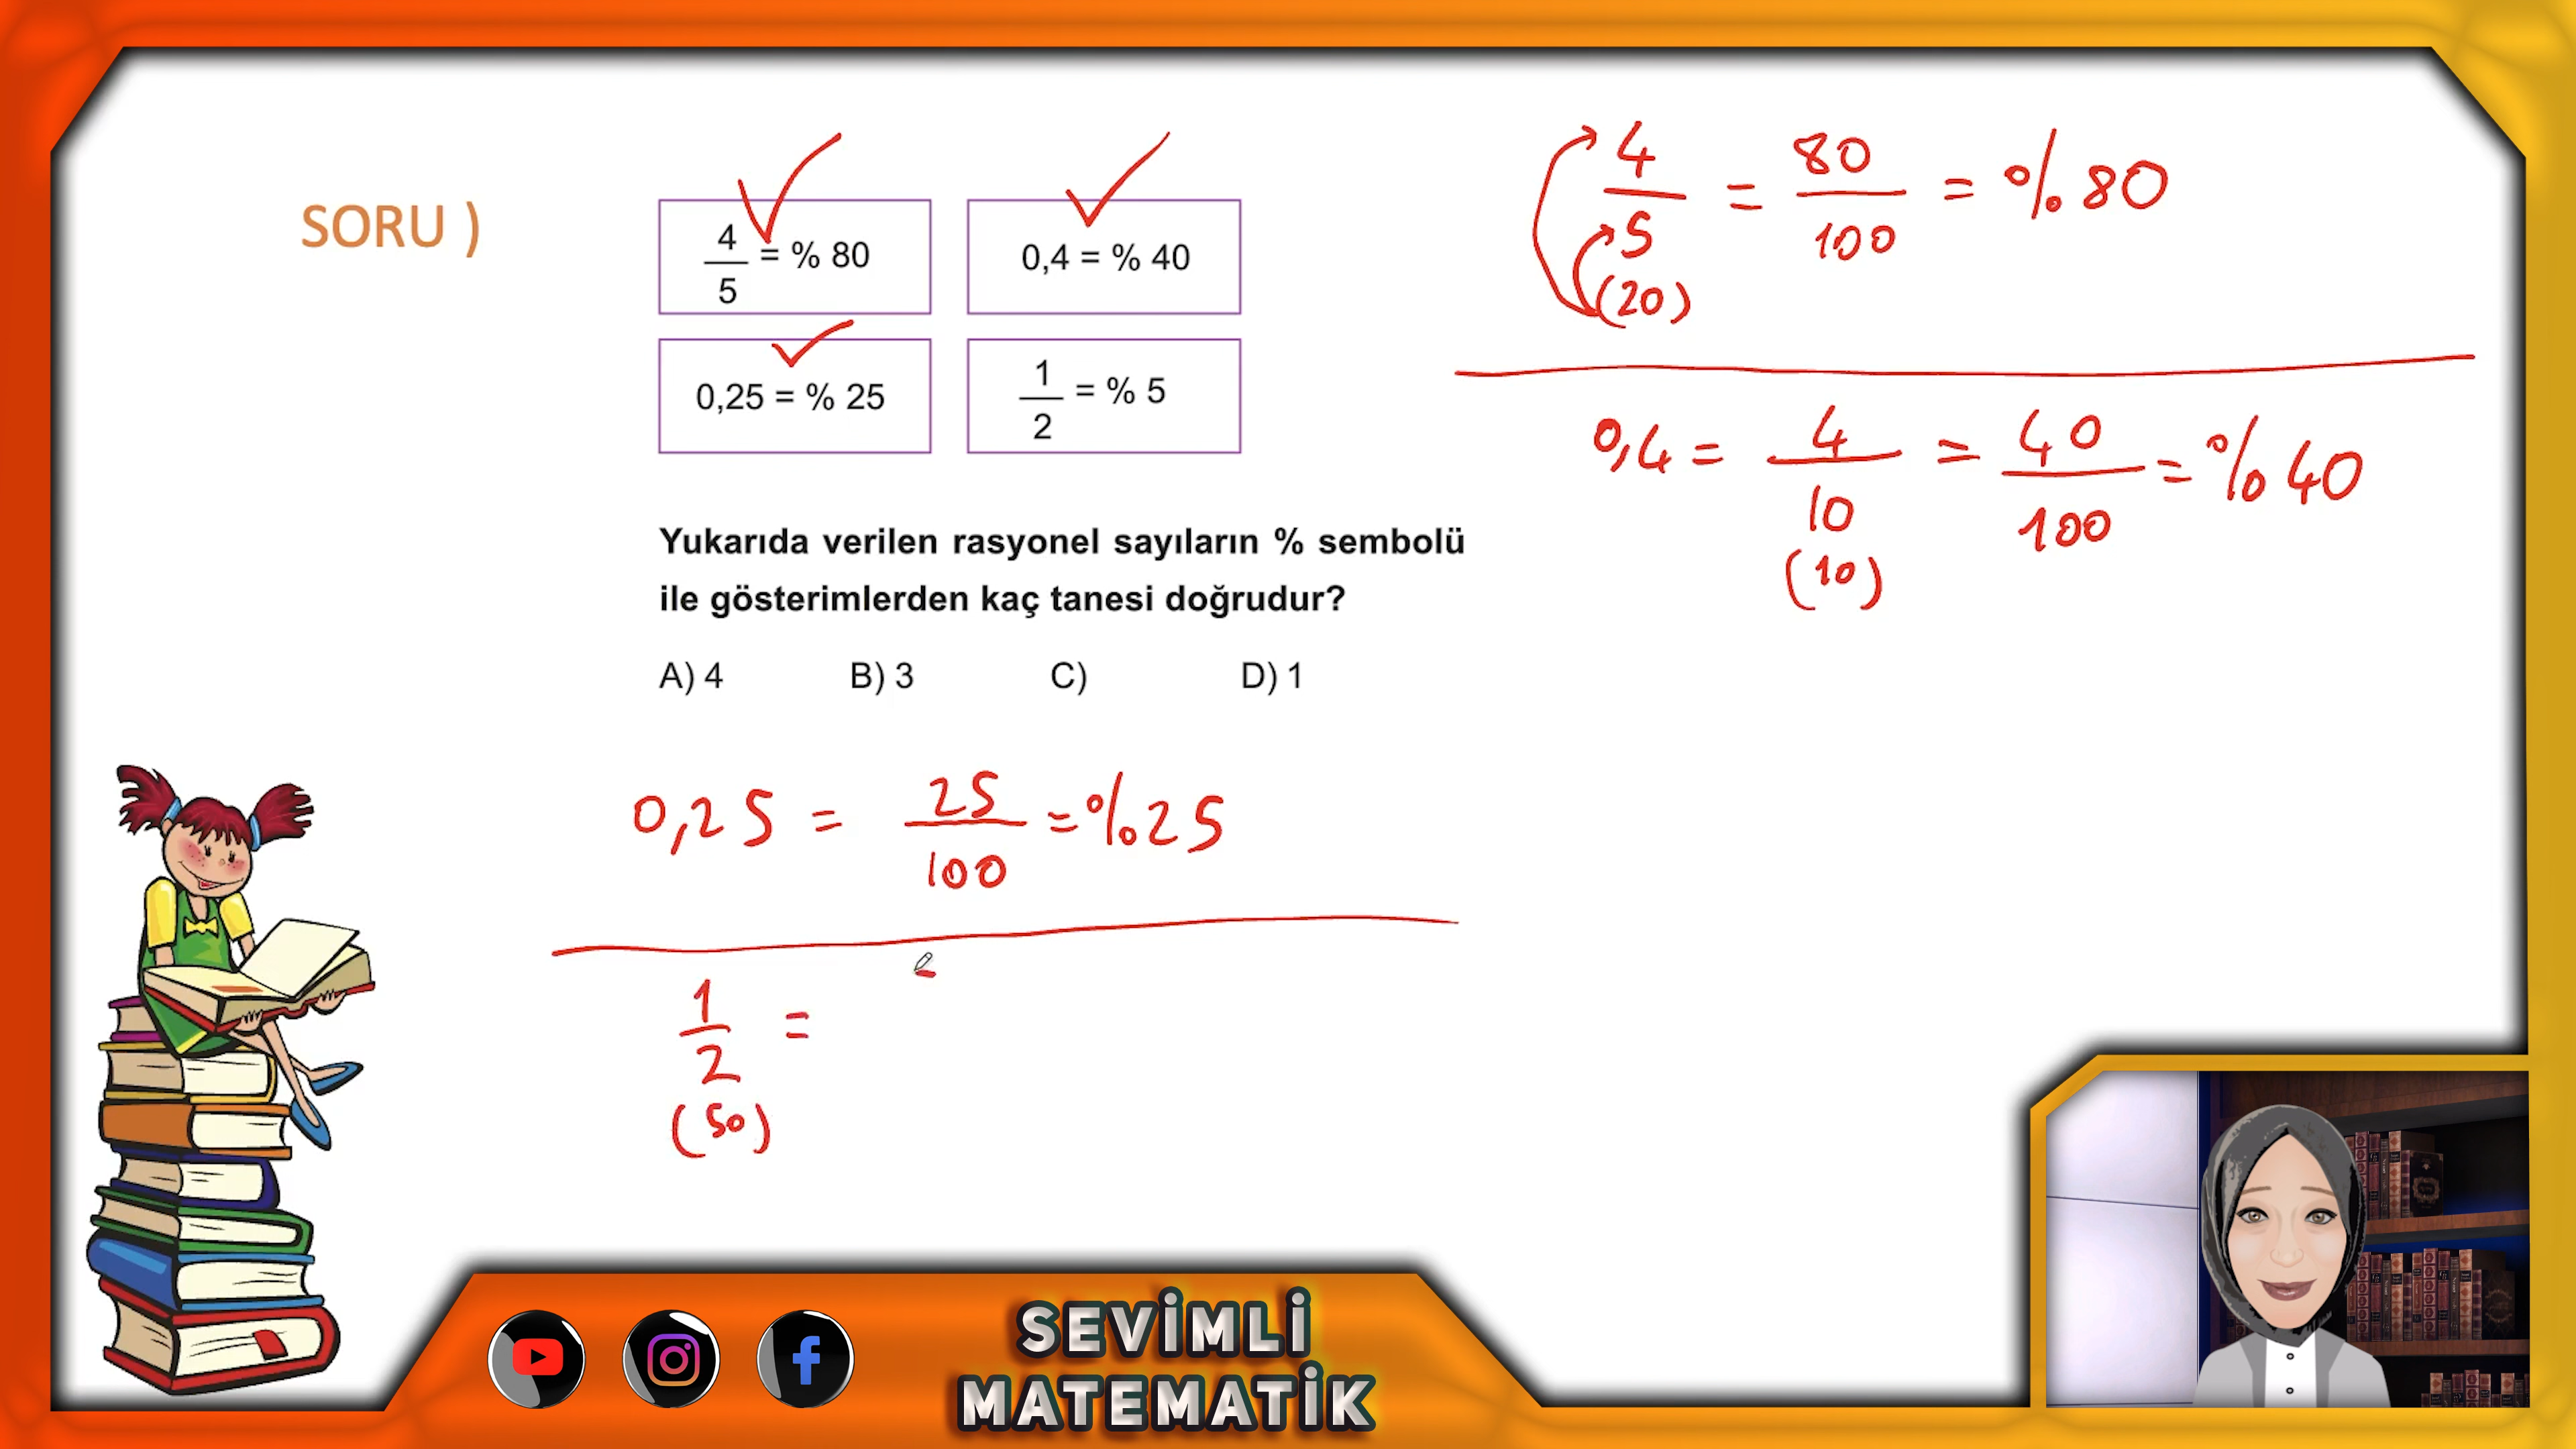 SORU )
4/5 = % 80
0,4 = % 40
0,25 = % 25
1/2 = % 5
Yukarıda verilen rasyonel sayıların % sembolü
ile gösterimlerden kaç tanesi doğrudur?
A) 4 B) 3 C) D) 1
4/5 = 80/100 = %80
(20)
0,4 = 4/10 = 40/100 = %40
(10)
0,25 = 25/100 = %25
1/2 =
(50)
SEVİMLİ
MATEMATİK